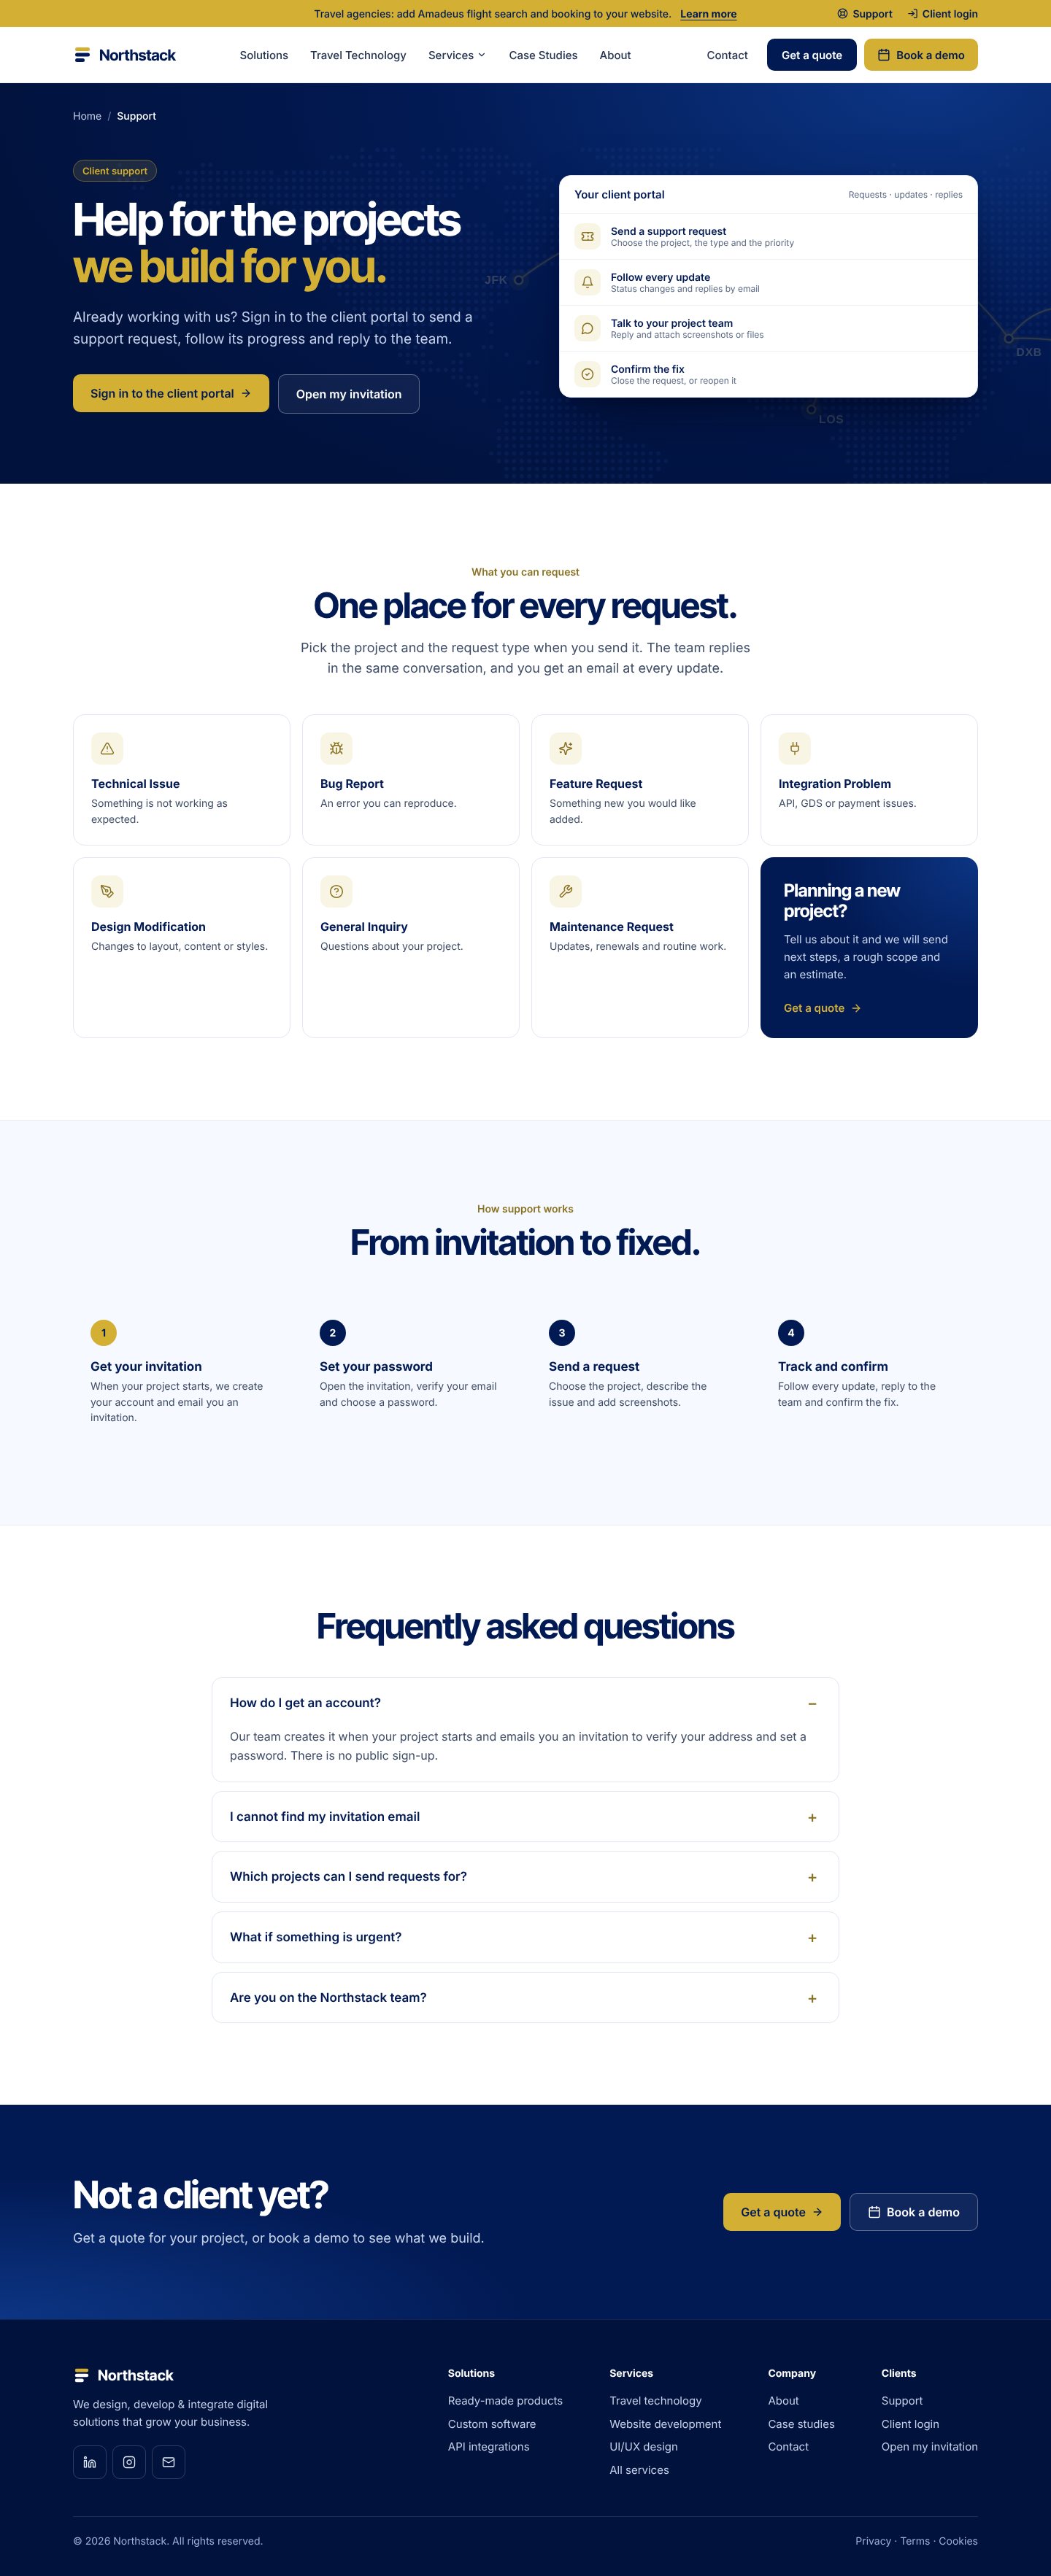 Travel agencies: add Amadeus flight search and booking to your website. Learn more
Support
Client login
Northstack
Solutions
Travel Technology
Services
Case Studies
About
Contact
Get a quote
Book a demo
Home / Support
Client support
Help for the projects
we build for you.
Already working with us? Sign in to the client portal to send a
support request, follow its progress and reply to the team.
Sign in to the client portal
Open my invitation
Your client portal
Requests · updates · replies
Send a support request
Choose the project, the type and the priority
Follow every update
Status changes and replies by email
Talk to your project team
Reply and attach screenshots or files
Confirm the fix
Close the request, or reopen it
JFK
DXB
LOS
What you can request
One place for every request.
Pick the project and the request type when you send it. The team replies
in the same conversation, and you get an email at every update.
Technical Issue
Something is not working as
expected.
Bug Report
An error you can reproduce.
Feature Request
Something new you would like
added.
Integration Problem
API, GDS or payment issues.
Design Modification
Changes to layout, content or styles.
General Inquiry
Questions about your project.
Maintenance Request
Updates, renewals and routine work.
Planning a new
project?
Tell us about it and we will send
next steps, a rough scope and
an estimate.
Get a quote
How support works
From invitation to fixed.
1
Get your invitation
When your project starts, we create
your account and email you an
invitation.
2
Set your password
Open the invitation, verify your email
and choose a password.
3
Send a request
Choose the project, describe the
issue and add screenshots.
4
Track and confirm
Follow every update, reply to the
team and confirm the fix.
Frequently asked questions
How do I get an account?
Our team creates it when your project starts and emails you an invitation to verify your address and set a
password. There is no public sign-up.
I cannot find my invitation email
Which projects can I send requests for?
What if something is urgent?
Are you on the Northstack team?
Not a client yet?
Get a quote for your project, or book a demo to see what we build.
Get a quote
Book a demo
Northstack
We design, develop & integrate digital
solutions that grow your business.
Solutions
Ready-made products
Custom software
API integrations
Services
Travel technology
Website development
UI/UX design
All services
Company
About
Case studies
Contact
Clients
Support
Client login
Open my invitation
© 2026 Northstack. All rights reserved.
Privacy · Terms · Cookies